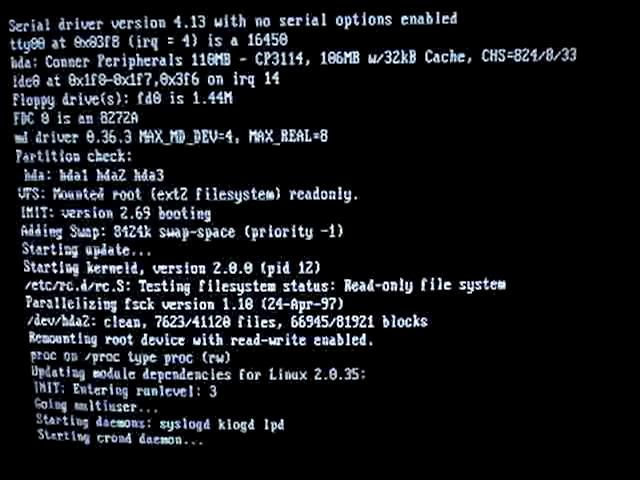 Serial driver version 4.13 with no serial options enabled
tty00 at 0x03f8 (irq = 4) is a 16450
hda: Conner Peripherals 110MB - CP3114, 106MB w/32kB Cache, CHS=824/8/33
ide0 at 0x1f0-0x1f7,0x3f6 on irq 14
Floppy drive(s): fd0 is 1.44M
FDC 0 is an 8272A
md driver 0.36.3 MAX_MD_DEV=4, MAX_REAL=8
Partition check:
hda: hda1 hda2 hda3
VFS: Mounted root (ext2 filesystem) readonly.
INIT: version 2.69 booting
Adding Swap: 8424k swap-space (priority -1)
Starting update...
Starting kerneld, version 2.0.0 (pid 12)
/etc/rc.d/rc.S: Testing filesystem status: Read-only file system
Parallelizing fsck version 1.10 (24-Apr-97)
/dev/hda2: clean, 7623/41120 files, 66945/81921 blocks
Remounting root device with read-write enabled.
proc on /proc type proc (rw)
Updating module dependencies for Linux 2.0.35:
INIT: Entering runlevel: 3
Going multiuser...
Starting daemons: syslogd klogd lpd
Starting crond daemon...